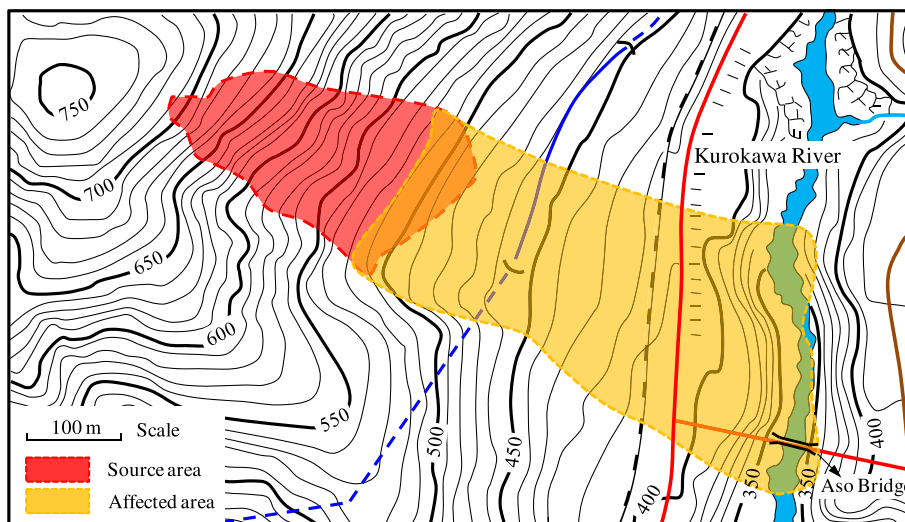 750
700
650
600
550
500
450
400
350
350
400
Kurokawa River
Aso Bridge
100 m Scale
Source area
Affected area